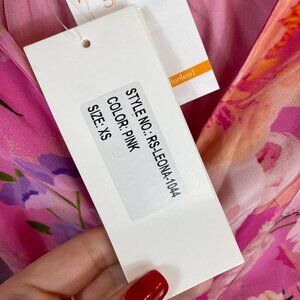 STYLE NO.: RS-LEONA-1044
COLOR: PINK
SIZE: XS